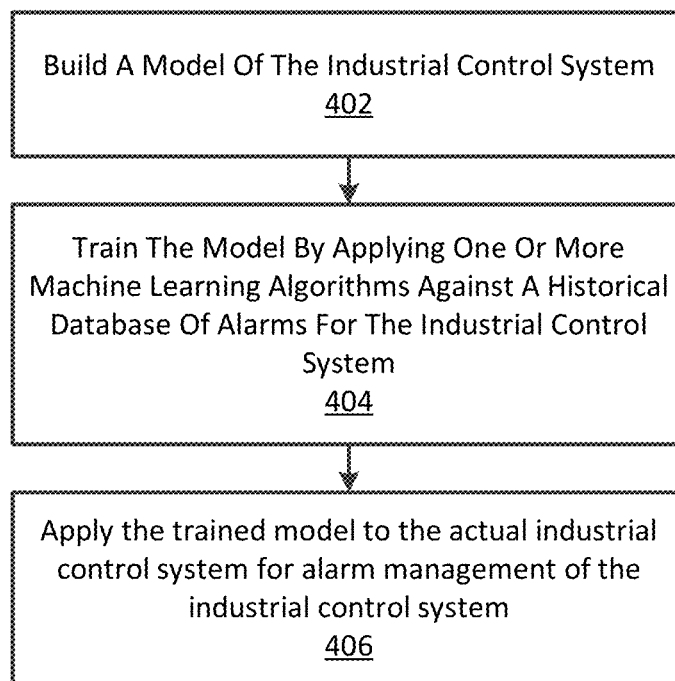 Build A Model Of The Industrial Control System
402
Train The Model By Applying One Or More
Machine Learning Algorithms Against A Historical
Database Of Alarms For The Industrial Control
System
404
Apply the trained model to the actual industrial
control system for alarm management of the
industrial control system
406